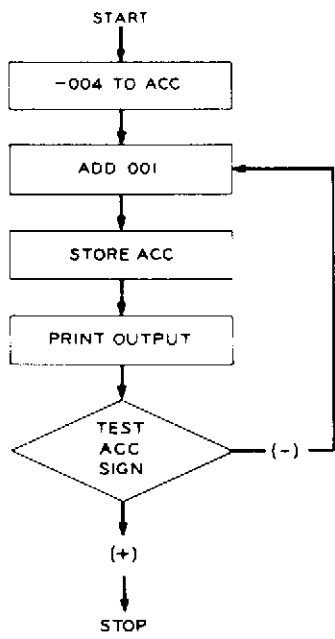 START
-004 TO ACC
ADD 001
STORE ACC
PRINT OUTPUT
TEST
ACC
SIGN
(-)
(+)
STOP